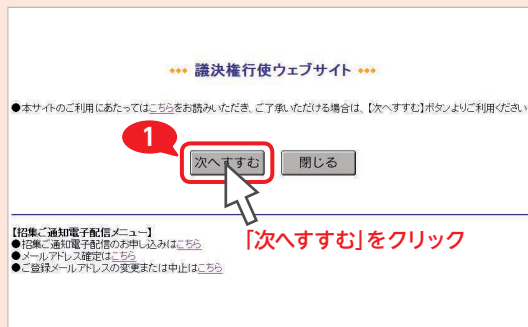 ••• 議決権行使ウェブサイト •••
●本サイトのご利用にあたってはこちらをお読みいただき、ご了承いただける場合は、【次へすすむ】ボタンよりご利用ください
1
次へすすむ 閉じる
「次へすすむ」をクリック
【招集ご通知電子配信メニュー】
●招集ご通知電子配信のお申し込みはこちら
●メールアドレス確定はこちら
●ご登録メールアドレスの変更または中止はこちら